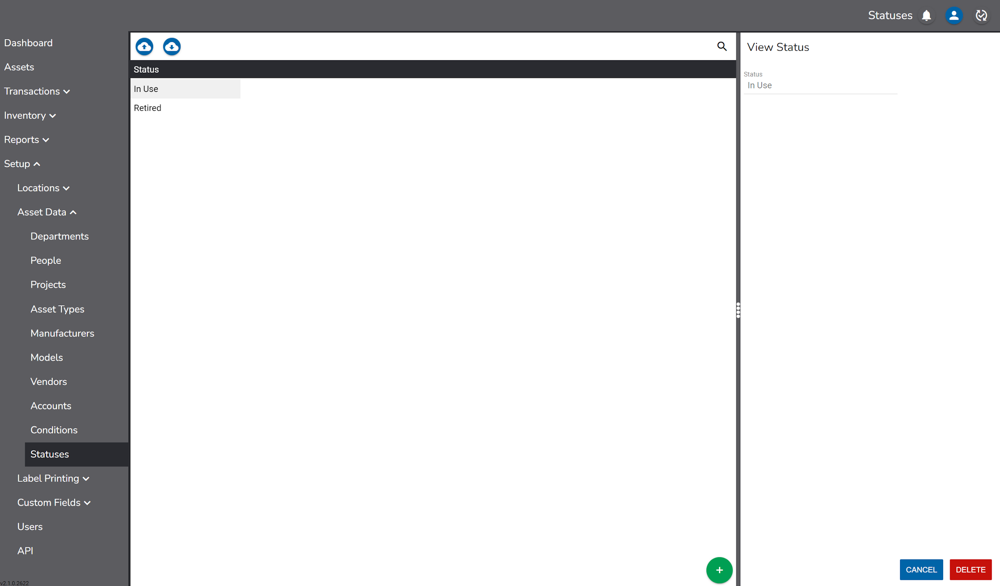 Statuses
Dashboard
Assets
Transactions
Inventory
Reports
Setup
Locations
Asset Data
Departments
People
Projects
Asset Types
Manufacturers
Models
Vendors
Accounts
Conditions
Statuses
Label Printing
Custom Fields
Users
API
v2.1.0.2622
Status
In Use
Retired
View Status
Status
In Use
CANCEL DELETE